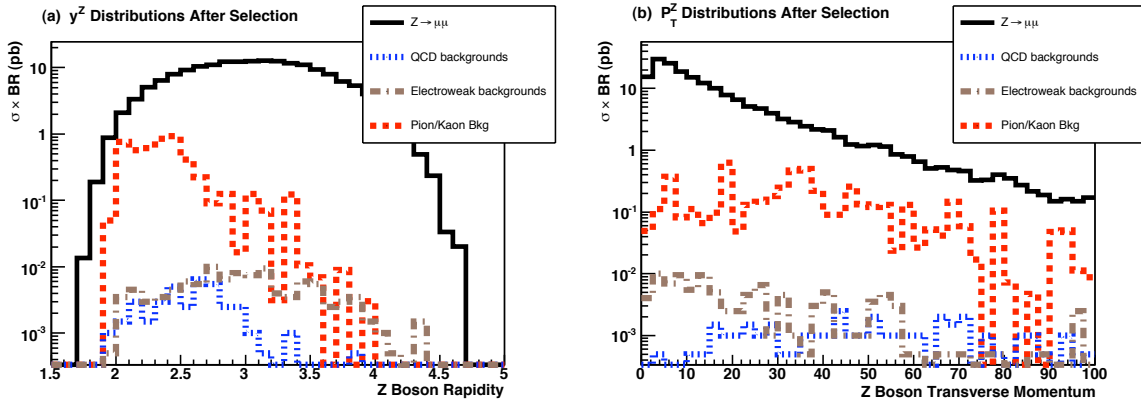 (a) y^Z Distributions After Selection
σ × BR (pb)
10
1
10^-1
10^-2
10^-3
1.5 2 2.5 3 3.5 4 4.5 5
Z Boson Rapidity
Z → μμ
QCD backgrounds
Electroweak backgrounds
Pion/Kaon Bkg
(b) P_T^Z Distributions After Selection
σ × BR (pb)
10
1
10^-1
10^-2
10^-3
0 10 20 30 40 50 60 70 80 90 100
Z Boson Transverse Momentum
Z → μμ
QCD backgrounds
Electroweak backgrounds
Pion/Kaon Bkg